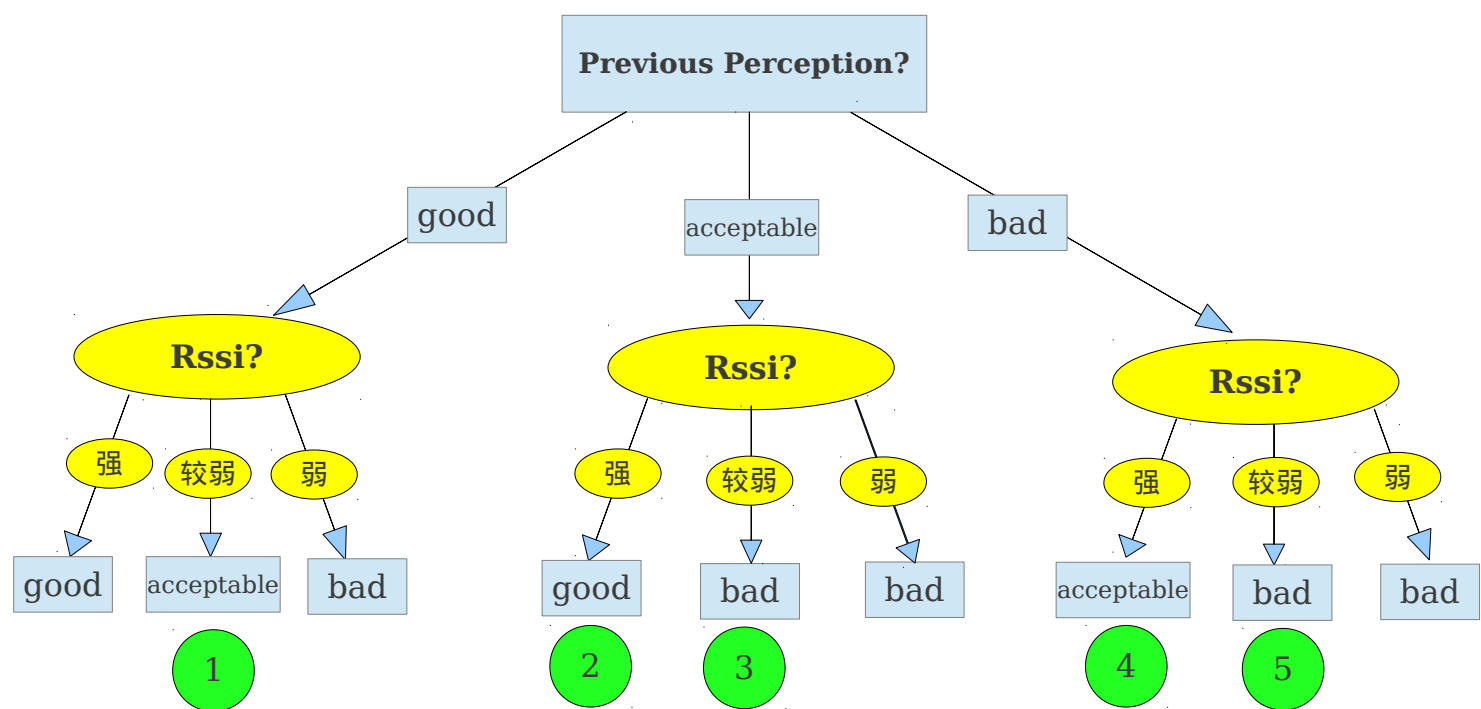 Previous Perception?
good
acceptable
bad
Rssi?
Rssi?
Rssi?
强
较弱
弱
强
较弱
弱
强
较弱
弱
good
acceptable
bad
good
bad
bad
acceptable
bad
bad
1
2
3
4
5